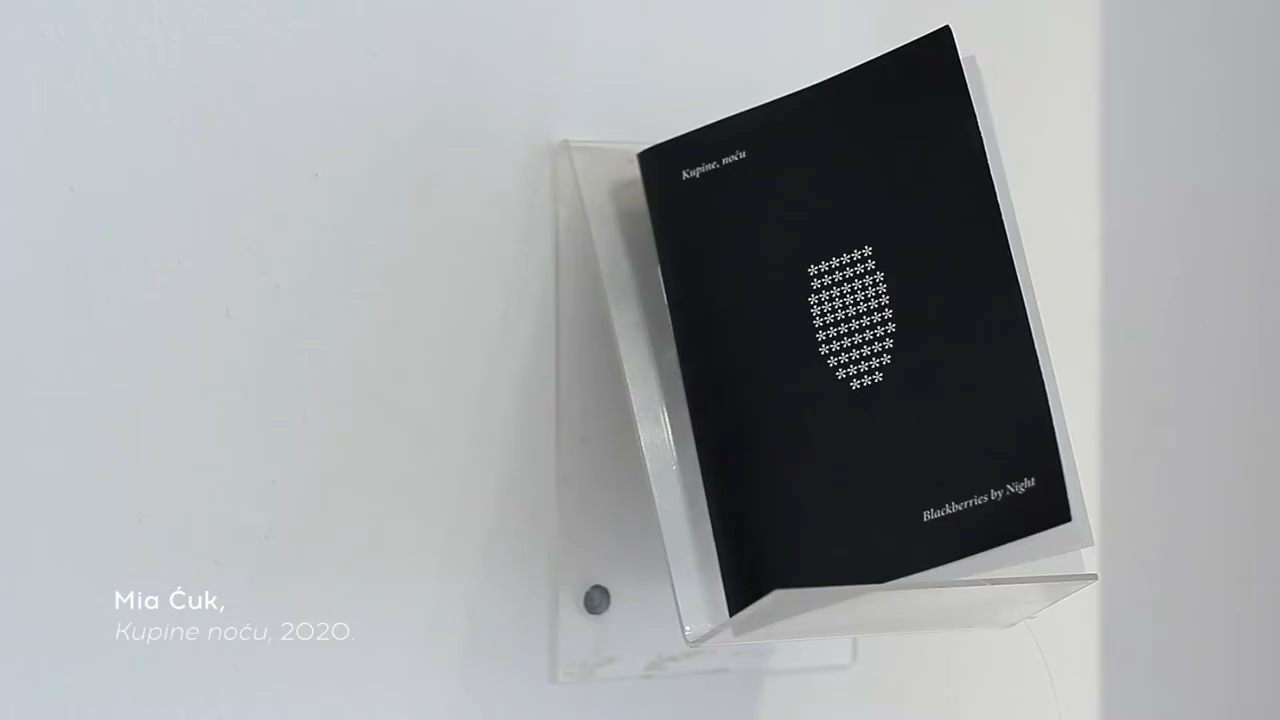 Kupine, noću
******
******
********
********
********
********
*******
******
*****
***
Blackberries by Night
Mia Ćuk,
Kupine noću, 2020.